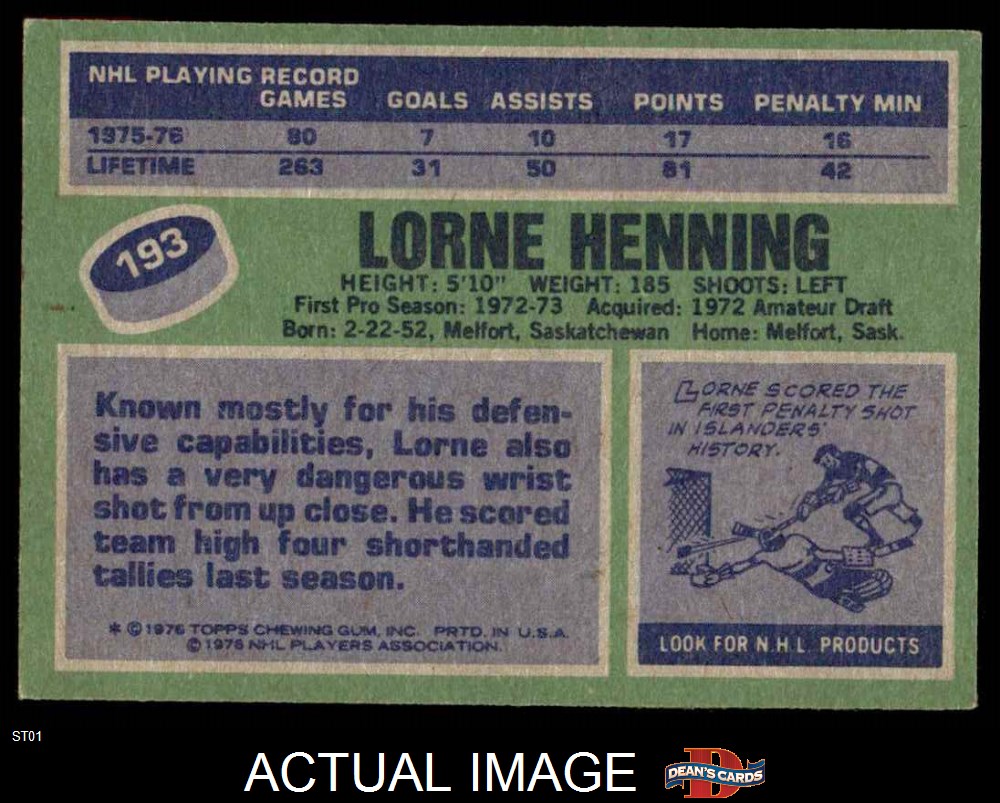 NHL PLAYING RECORD
GAMES GOALS ASSISTS POINTS PENALTY MIN
1975-76 80 7 10 17 16
LIFETIME 263 31 50 81 42
193
LORNE HENNING
HEIGHT: 5'10" WEIGHT: 185 SHOOTS: LEFT
First Pro Season: 1972-73 Acquired: 1972 Amateur Draft
Born: 2-22-52, Melfort, Saskatchewan Home: Melfort, Sask.
Known mostly for his defen-
sive capabilities, Lorne also
has a very dangerous wrist
shot from up close. He scored
team high four shorthanded
tallies last season.
* © 1976 TOPPS CHEWING GUM, INC. PRTD. IN U.S.A.
© 1976 NHL PLAYERS ASSOCIATION.
LORNE SCORED THE
FIRST PENALTY SHOT
IN ISLANDERS'
HISTORY.
LOOK FOR N.H.L PRODUCTS
ST01
ACTUAL IMAGE
DEAN'S CARDS